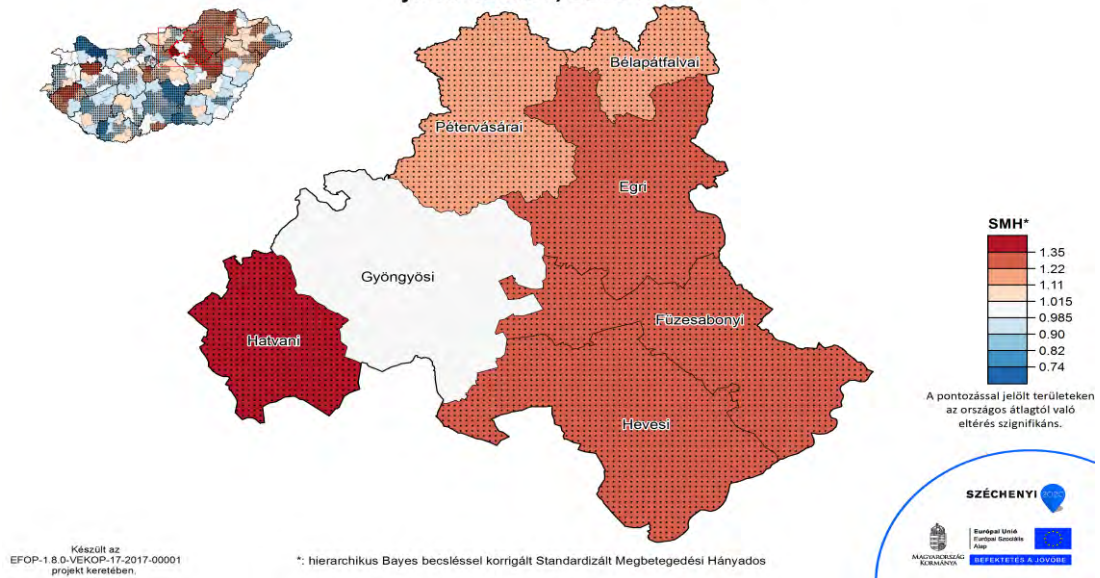 Bélapátfalvai
Pétervásárai
Egri
Gyöngyösi
Hatvani
Füzesabonyi
Hevesi
SMH*
1.35
1.22
1.11
1.015
0.985
0.90
0.82
0.74
A pontozással jelölt területeken
az országos átlagtól való
eltérés szignifikáns.
SZÉCHENYI 2020
MAGYARORSZÁG
KORMÁNYA
Európai Unió
Európai Szociális
Alap
BEFEKTETÉS A JÖVŐBE
Készült az
EFOP-1.8.0-VEKOP-17-2017-00001
projekt keretében.
*: hierarchikus Bayes becsléssel korrigált Standardizált Megbetegedési Hányados